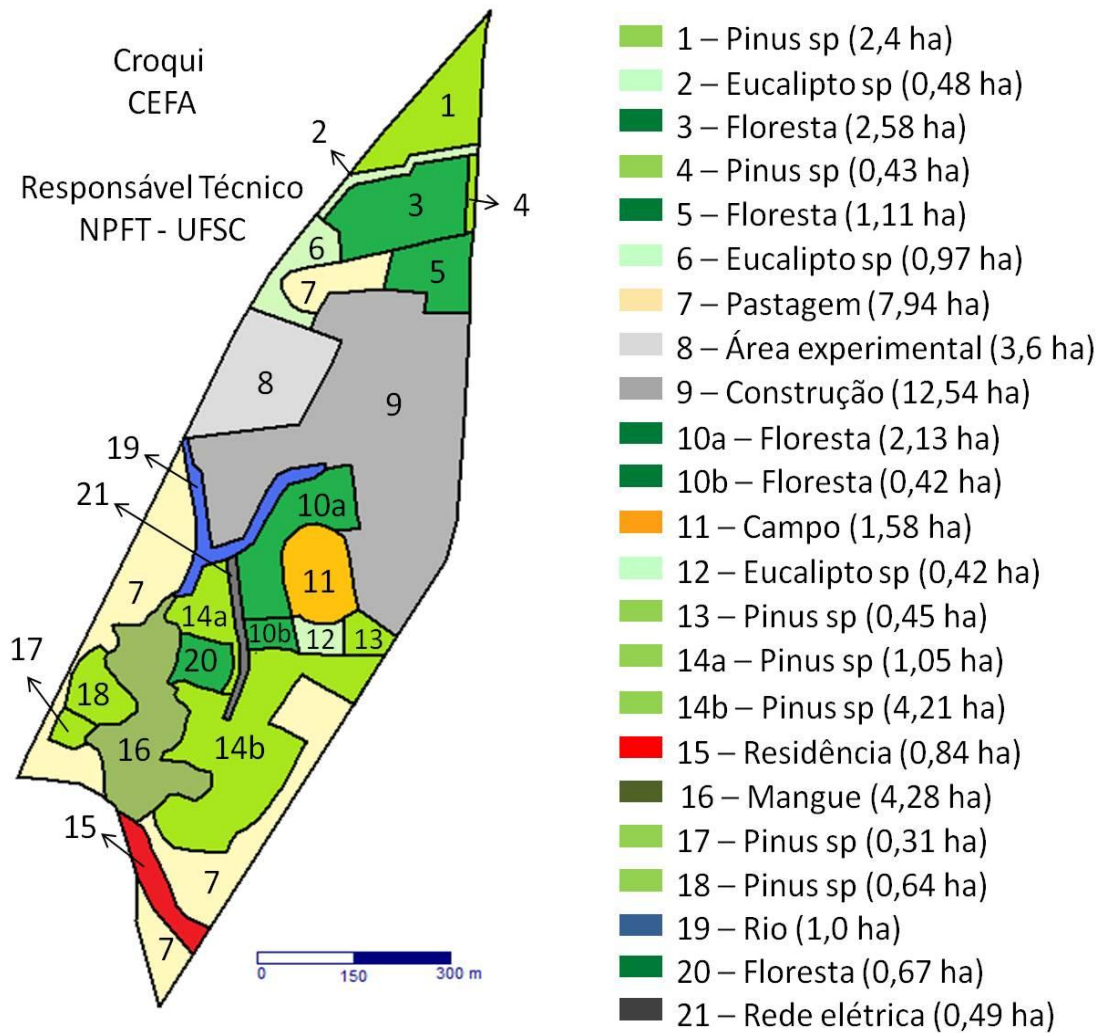 Croqui
CEFA
Responsável Técnico
NPFT - UFSC
1
2
3
4
5
6
7
8
9
19
21
10a
11
7
14a
10b
12
13
17
20
18
16
14b
15
7
7
0
150
300 m
1 – Pinus sp (2,4 ha)
2 – Eucalipto sp (0,48 ha)
3 – Floresta (2,58 ha)
4 – Pinus sp (0,43 ha)
5 – Floresta (1,11 ha)
6 – Eucalipto sp (0,97 ha)
7 – Pastagem (7,94 ha)
8 – Área experimental (3,6 ha)
9 – Construção (12,54 ha)
10a – Floresta (2,13 ha)
10b – Floresta (0,42 ha)
11 – Campo (1,58 ha)
12 – Eucalipto sp (0,42 ha)
13 – Pinus sp (0,45 ha)
14a – Pinus sp (1,05 ha)
14b – Pinus sp (4,21 ha)
15 – Residência (0,84 ha)
16 – Mangue (4,28 ha)
17 – Pinus sp (0,31 ha)
18 – Pinus sp (0,64 ha)
19 – Rio (1,0 ha)
20 – Floresta (0,67 ha)
21 – Rede elétrica (0,49 ha)